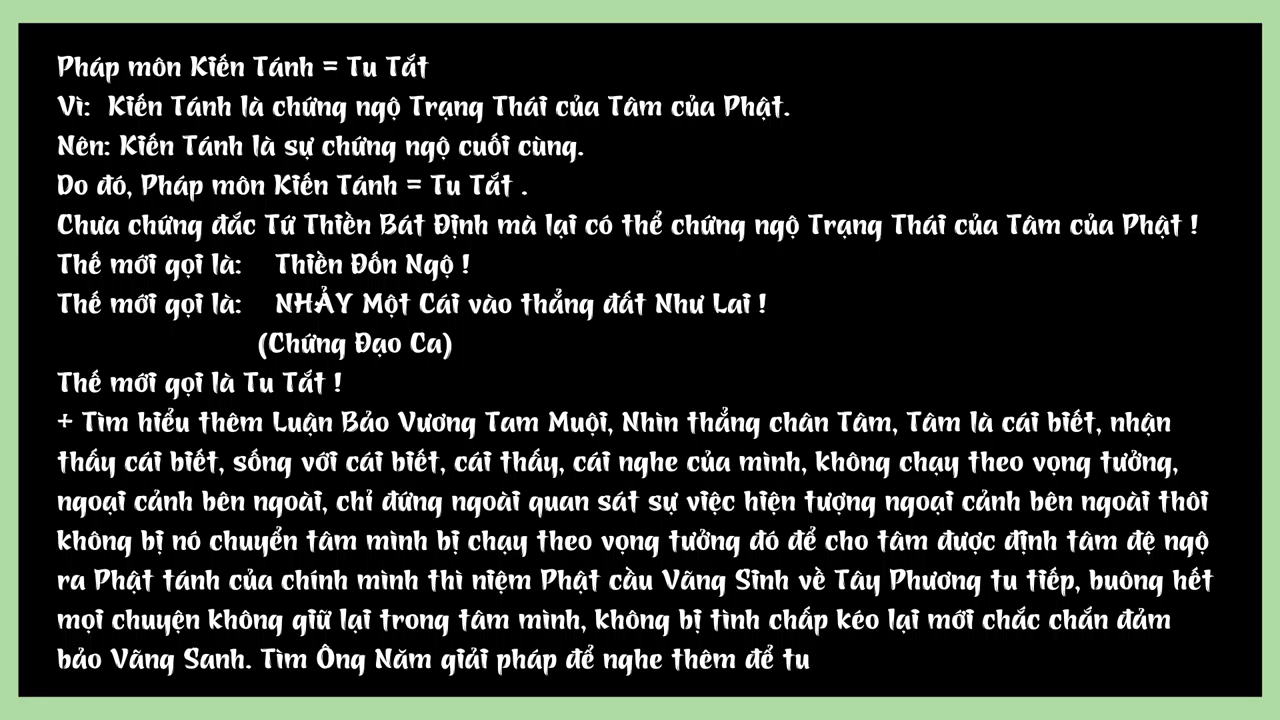 Pháp môn Kiến Tánh = Tu Tắt
Vì: Kiến Tánh là chứng ngộ Trạng Thái của Tâm của Phật.
Nên: Kiến Tánh là sự chứng ngộ cuối cùng.
Do đó, Pháp môn Kiến Tánh = Tu Tắt .
Chưa chứng đắc Tứ Thiền Bát Định mà lại có thể chứng ngộ Trạng Thái của Tâm của Phật !
Thế mới gọi là: Thiền Đốn Ngộ !
Thế mới gọi là: NHẢY Một Cái vào thẳng đất Như Lai !
(Chứng Đạo Ca)
Thế mới gọi là Tu Tắt !
+ Tìm hiểu thêm Luận Bảo Vương Tam Muội, Nhìn thẳng chân Tâm, Tâm là cái biết, nhận
thấy cái biết, sống với cái biết, cái thấy, cái nghe của mình, không chạy theo vọng tưởng,
ngoại cảnh bên ngoài, chỉ đứng ngoài quan sát sự việc hiện tượng ngoại cảnh bên ngoài thôi
không bị nó chuyển tâm mình bị chạy theo vọng tưởng đó để cho tâm được định tâm đệ ngộ
ra Phật tánh của chính mình thì niệm Phật cầu Vãng Sinh về Tây Phương tu tiếp, buông hết
mọi chuyện không giữ lại trong tâm mình, không bị tình chấp kéo lại mới chắc chắn đảm
bảo Vãng Sanh. Tìm Ông Năm giải pháp để nghe thêm để tu